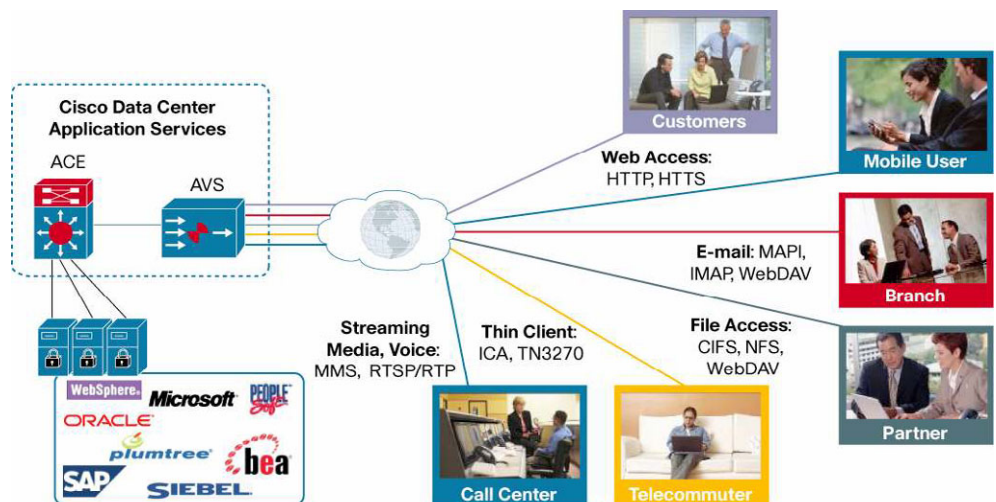 Cisco Data Center
Application Services
ACE
AVS
Customers
Web Access:
HTTP, HTTS
Mobile User
E-mail: MAPI,
IMAP, WebDAV
Branch
File Access:
CIFS, NFS,
WebDAV
Partner
Streaming
Media, Voice:
MMS, RTSP/RTP
Thin Client:
ICA, TN3270
Call Center
Telecommuter
WebSphere®
Microsoft
PEOPLE
Soft
ORACLE
plumtree
bea
SAP
SIEBEL